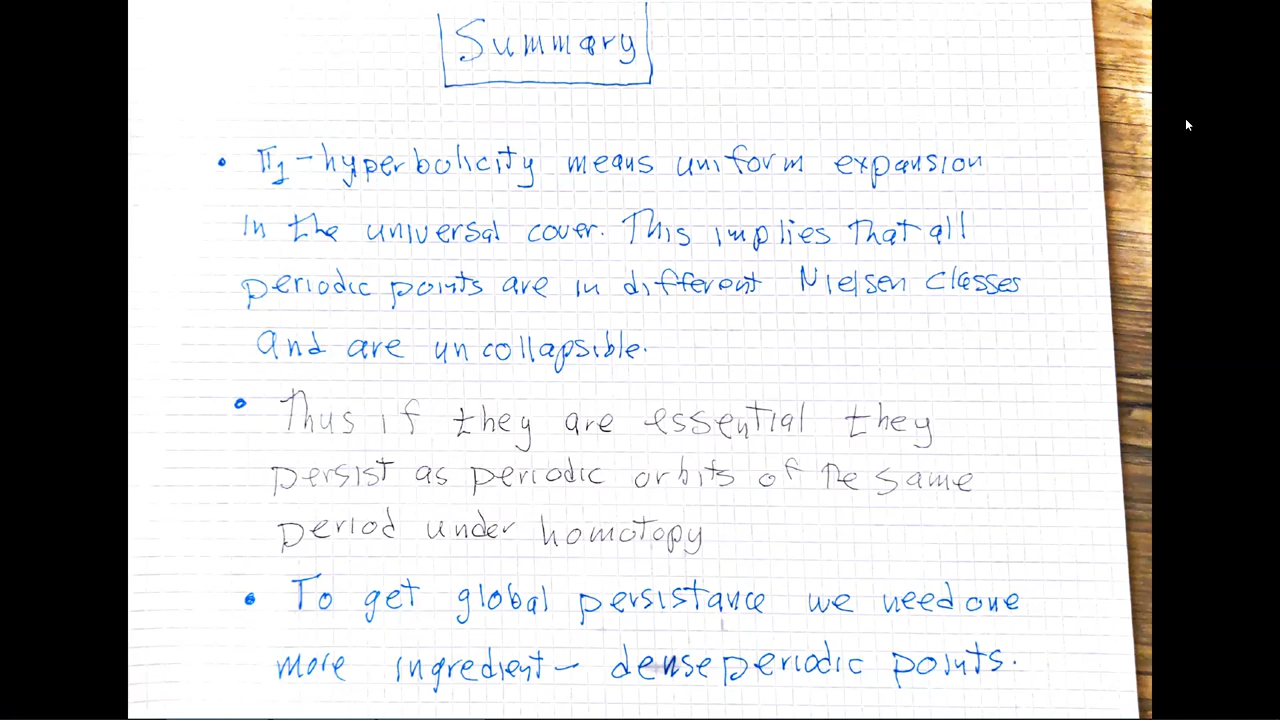 Summary
• π₁-hyperbolicity means uniform expansion
in the universal cover. This implies that all
periodic points are in different Nielsen classes
and are uncollapsible.
• Thus if they are essential they
persist as periodic orbits of the same
period under homotopy
• To get global persistance we need one
more ingredient – dense periodic points.